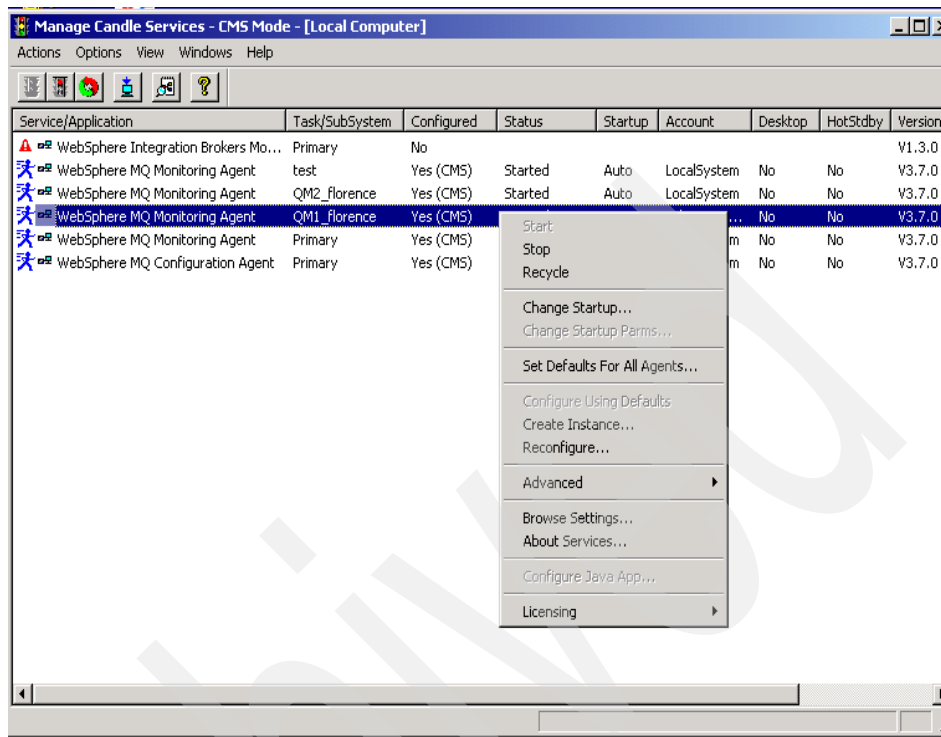 Manage Candle Services - CMS Mode - [Local Computer]
Actions Options View Windows Help
Service/Application Task/SubSystem Configured Status Startup Account Desktop HotStdby Version
WebSphere Integration Brokers Mo... Primary No V1.3.0
WebSphere MQ Monitoring Agent test Yes (CMS) Started Auto LocalSystem No No V3.7.0
WebSphere MQ Monitoring Agent QM2_florence Yes (CMS) Started Auto LocalSystem No No V3.7.0
WebSphere MQ Monitoring Agent QM1_florence Yes (CMS) ... No No V3.7.0
WebSphere MQ Monitoring Agent Primary Yes (CMS) m No No V3.7.0
WebSphere MQ Configuration Agent Primary Yes (CMS) m No No V3.7.0
Start
Stop
Recycle
Change Startup...
Change Startup Parms...
Set Defaults For All Agents...
Configure Using Defaults
Create Instance...
Reconfigure...
Advanced
Browse Settings...
About Services...
Configure Java App...
Licensing